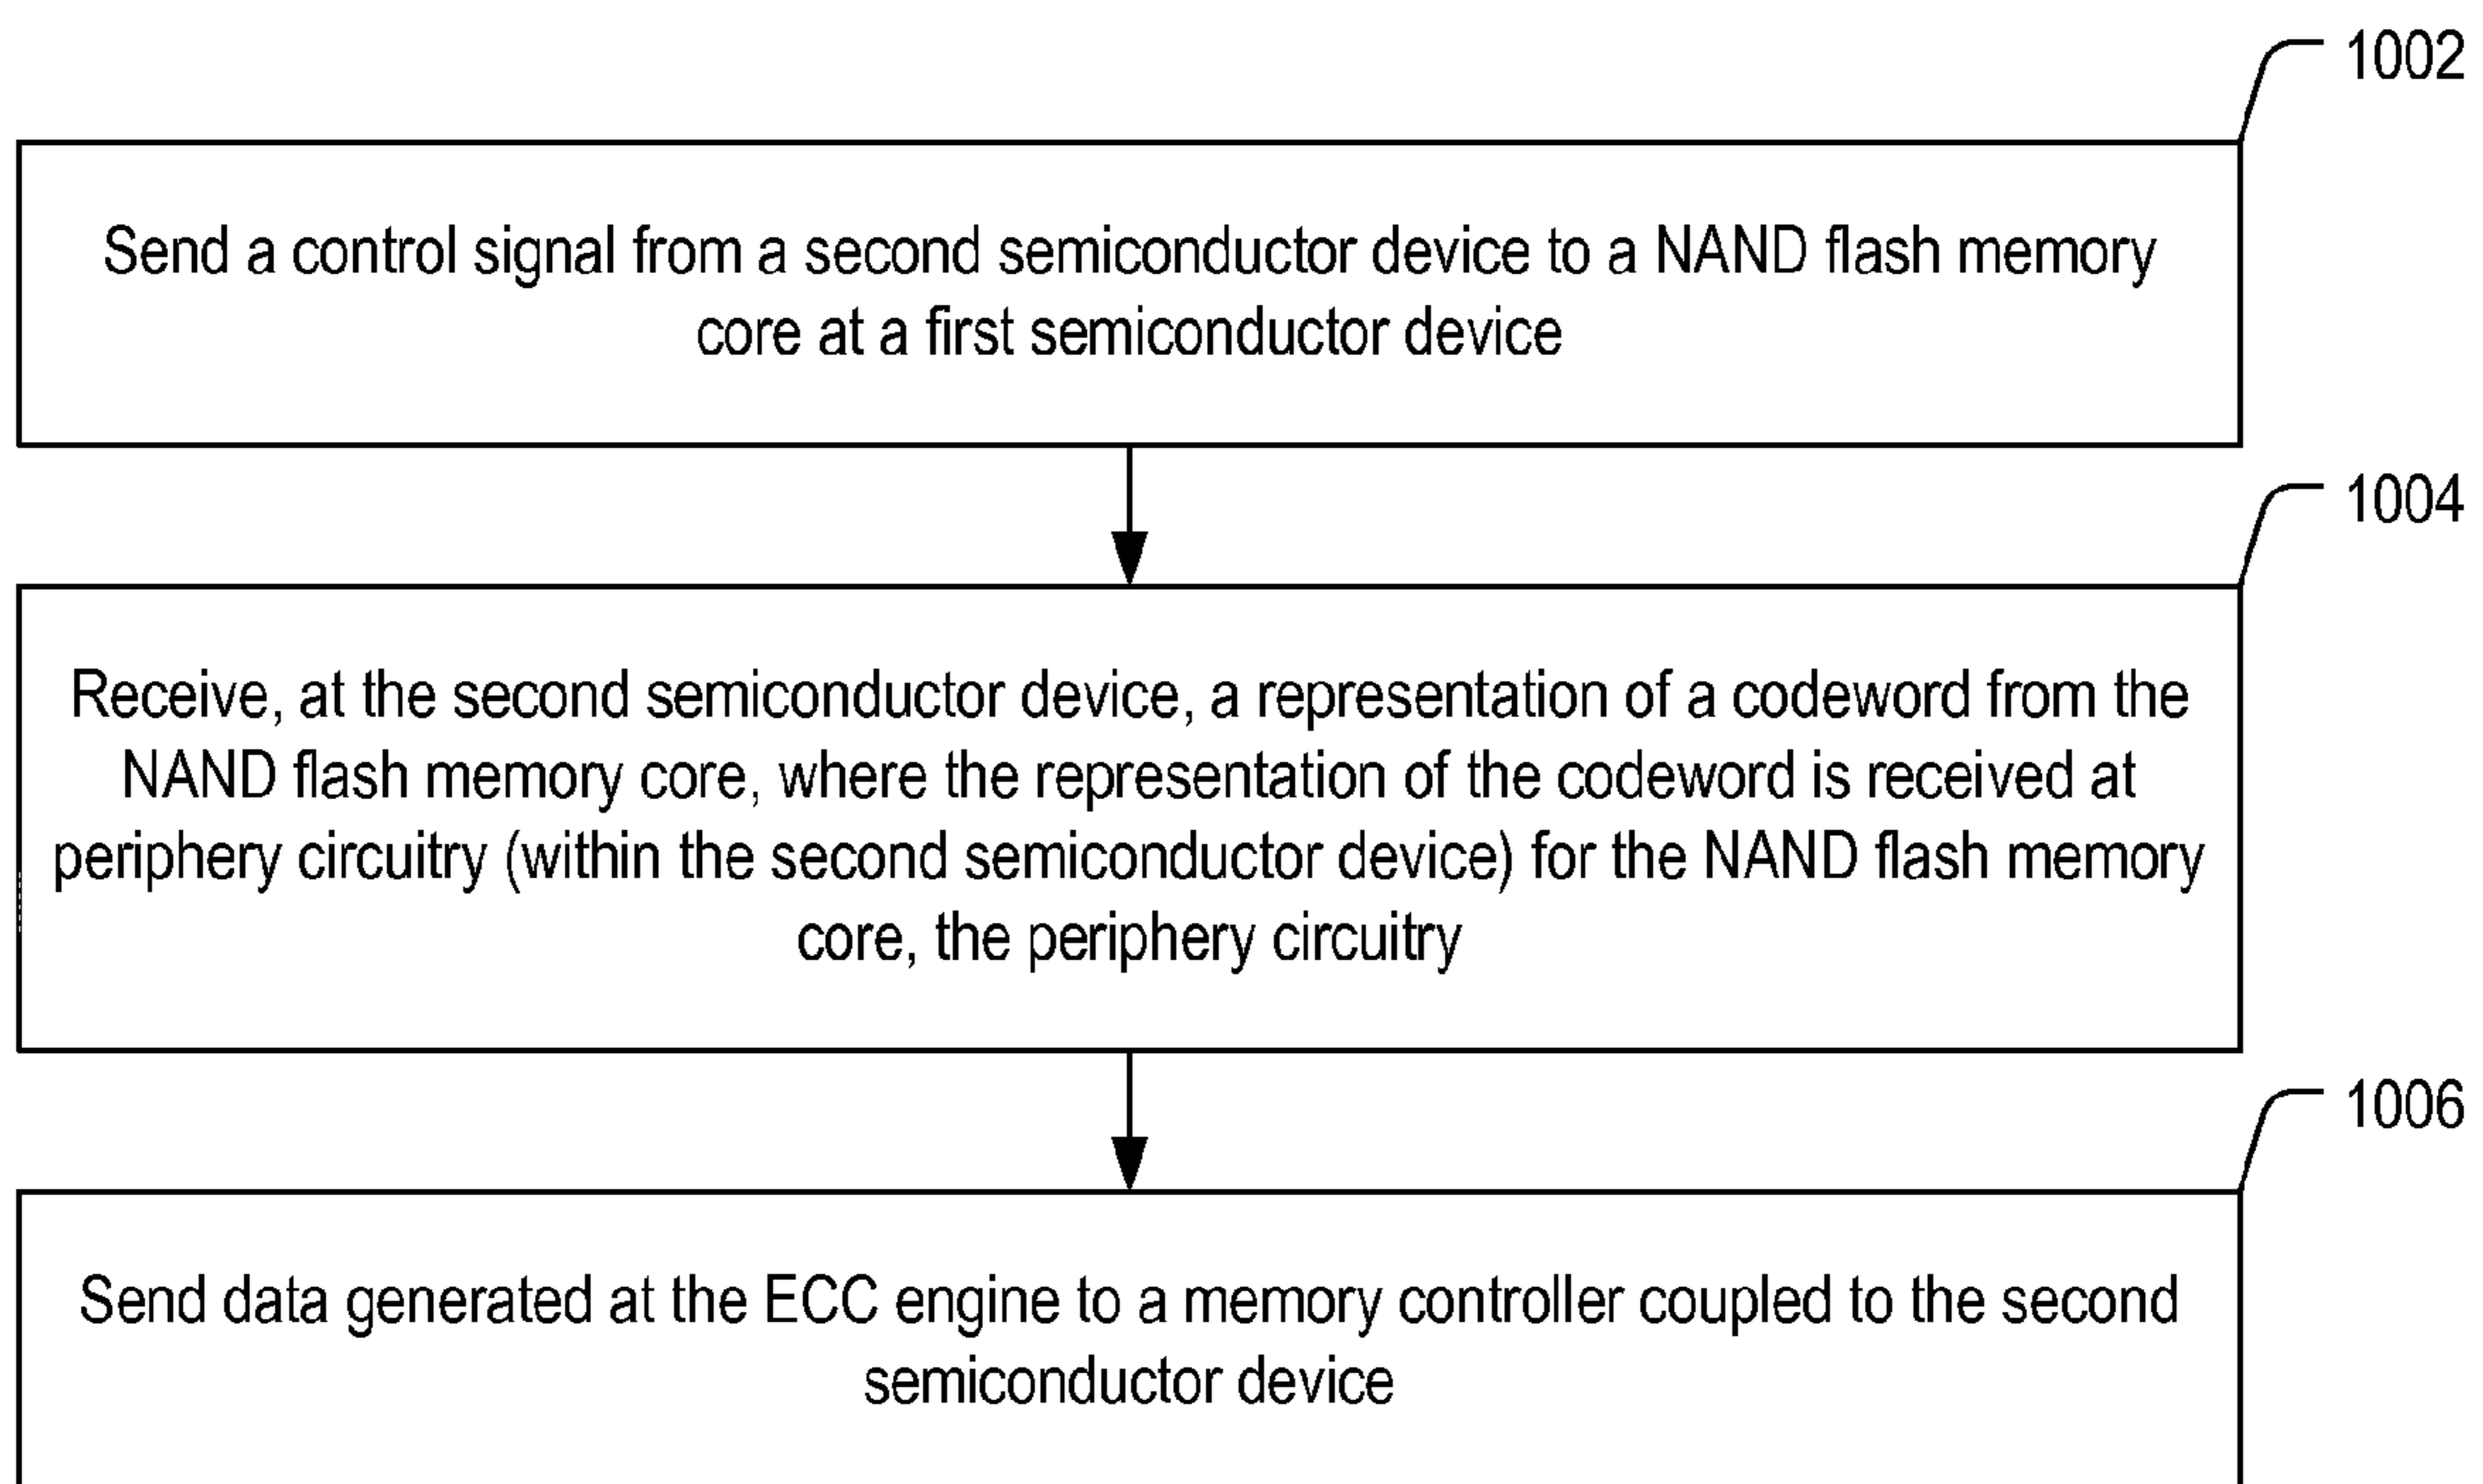 1002
Send a control signal from a second semiconductor device to a NAND flash memory
core at a first semiconductor device
1004
Receive, at the second semiconductor device, a representation of a codeword from the
NAND flash memory core, where the representation of the codeword is received at
periphery circuitry (within the second semiconductor device) for the NAND flash memory
core, the periphery circuitry
1006
Send data generated at the ECC engine to a memory controller coupled to the second
semiconductor device